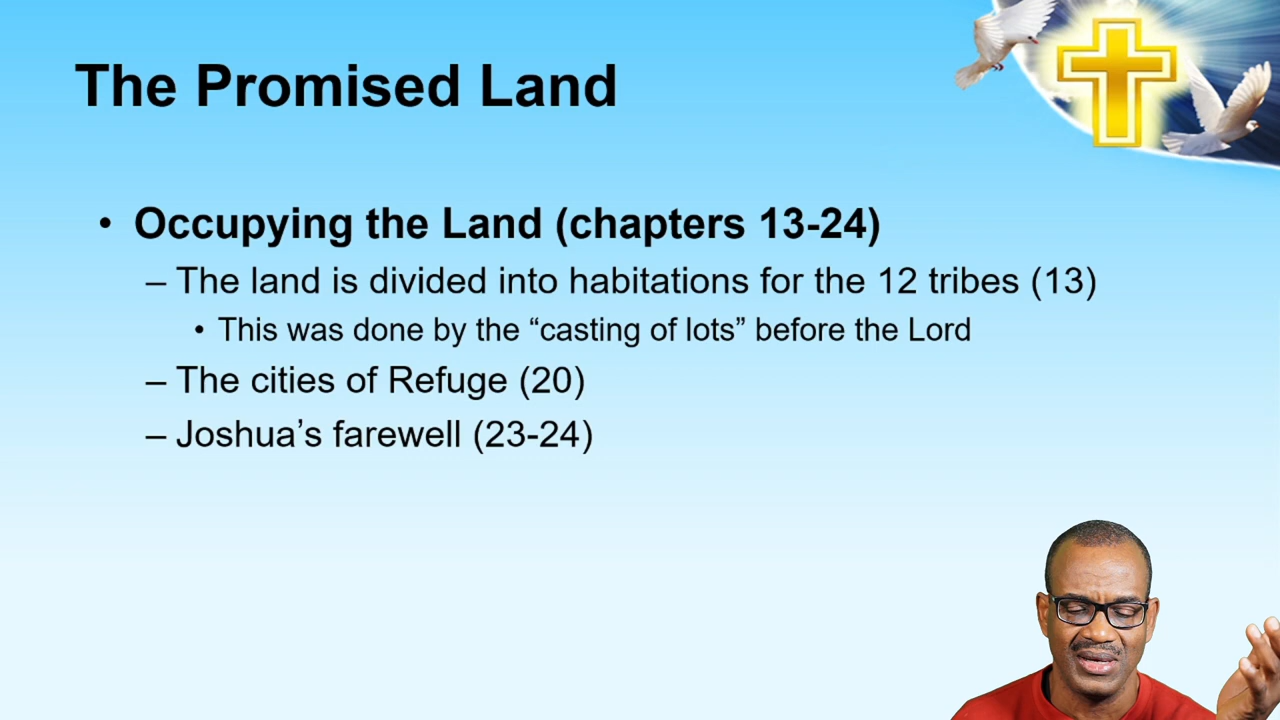 The Promised Land
• Occupying the Land (chapters 13-24)
– The land is divided into habitations for the 12 tribes (13)
• This was done by the “casting of lots” before the Lord
– The cities of Refuge (20)
– Joshua’s farewell (23-24)